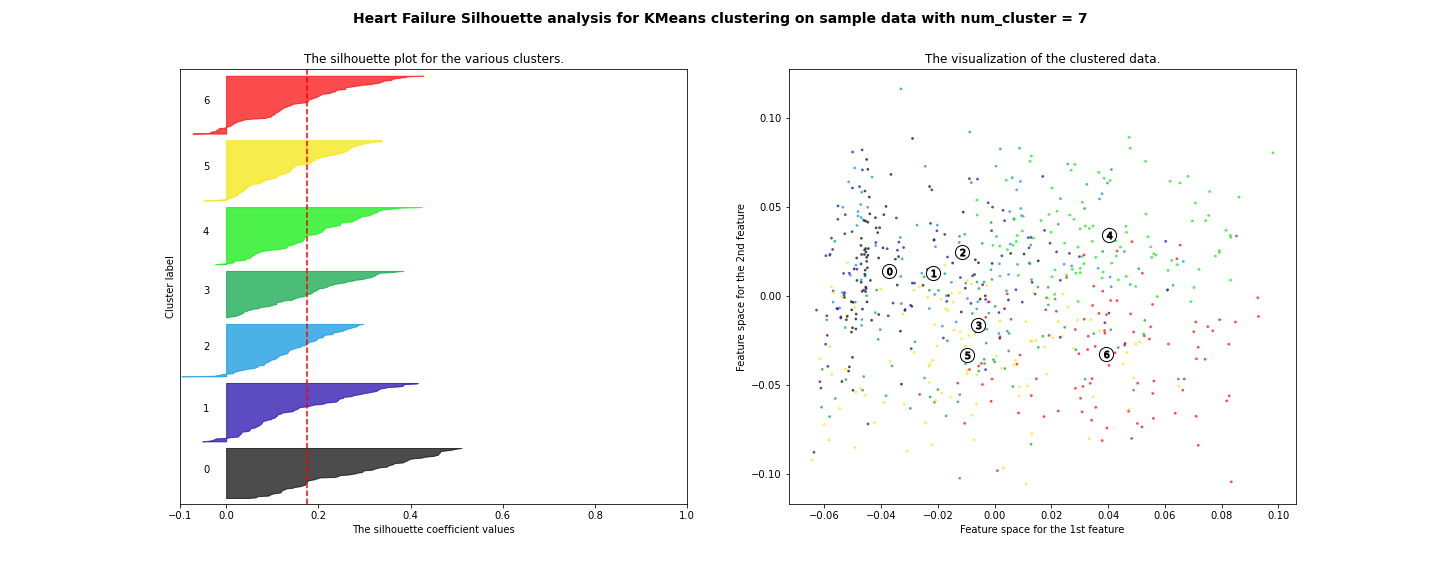 Heart Failure Silhouette analysis for KMeans clustering on sample data with num_cluster = 7
The silhouette plot for the various clusters.
6
5
4
3
2
1
0
Cluster label
−0.1 0.0 0.2 0.4 0.6 0.8 1.0
The silhouette coefficient values
The visualization of the clustered data.
0.10
0.05
0.00
−0.05
−0.10
Feature space for the 2nd feature
4
2
0 1
3
5 6
−0.06 −0.04 −0.02 0.00 0.02 0.04 0.06 0.08 0.10
Feature space for the 1st feature